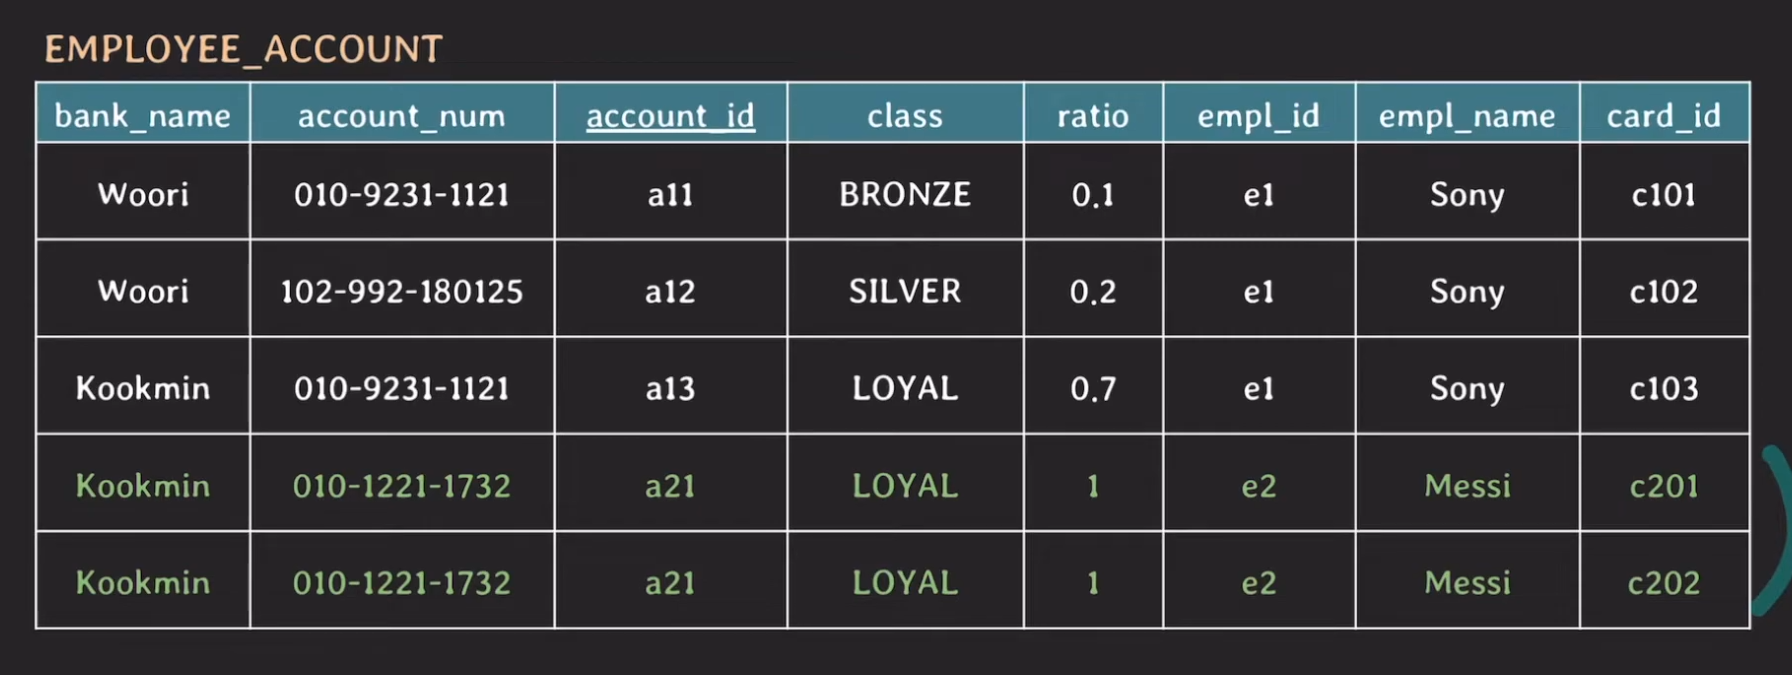 EMPLOYEE_ACCOUNT
bank_name account_num account_id class ratio empl_id empl_name card_id
Woori 010-9231-1121 a11 BRONZE 0.1 e1 Sony c101
Woori 102-992-180125 a12 SILVER 0.2 e1 Sony c102
Kookmin 010-9231-1121 a13 LOYAL 0.7 e1 Sony c103
Kookmin 010-1221-1732 a21 LOYAL 1 e2 Messi c201
Kookmin 010-1221-1732 a21 LOYAL 1 e2 Messi c202